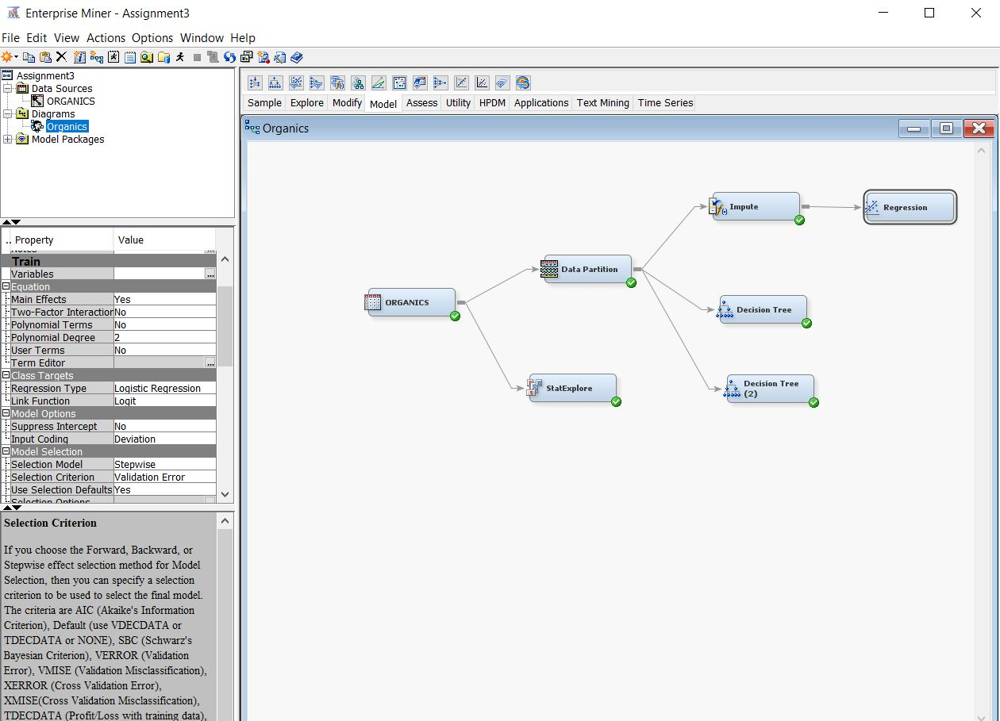 Enterprise Miner - Assignment3
File Edit View Actions Options Window Help
Assignment3
Data Sources
ORGANICS
Diagrams
Organics
Model Packages
.. Property Value
Notes ...
Train
Variables ...
Equation
Main Effects Yes
Two-Factor Interaction No
Polynomial Terms No
Polynomial Degree 2
User Terms No
Term Editor ...
Class Targets
Regression Type Logistic Regression
Link Function Logit
Model Options
Suppress Intercept No
Input Coding Deviation
Model Selection
Selection Model Stepwise
Selection Criterion Validation Error
Use Selection Defaults Yes
Selection Options
Selection Criterion
If you choose the Forward, Backward, or
Stepwise effect selection method for Model
Selection, then you can specify a selection
criterion to be used to select the final model.
The criteria are AIC (Akaike's Information
Criterion), Default (use VDECDATA or
TDECDATA or NONE), SBC (Schwarz's
Bayesian Criterion), VERROR (Validation
Error), VMISE (Validation Misclassification),
XERROR (Cross Validation Error),
XMISE(Cross Validation Misclassification),
TDECDATA (Profit/Loss with training data),
Sample Explore Modify Model Assess Utility HPDM Applications Text Mining Time Series
Organics
Impute
Regression
Data Partition
ORGANICS
Decision Tree
StatExplore
Decision Tree
(2)